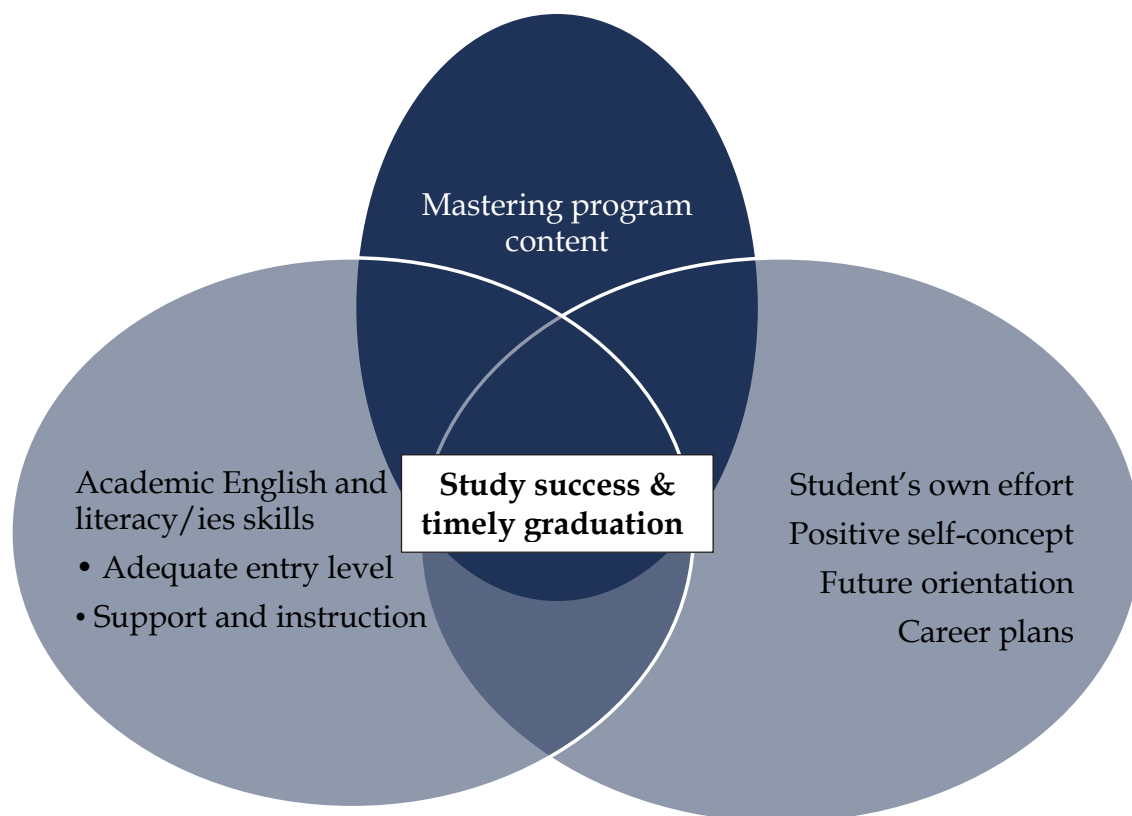 Mastering program
content
Academic English and
literacy/ies skills
• Adequate entry level
• Support and instruction
Study success &
timely graduation
Student’s own effort
Positive self-concept
Future orientation
Career plans